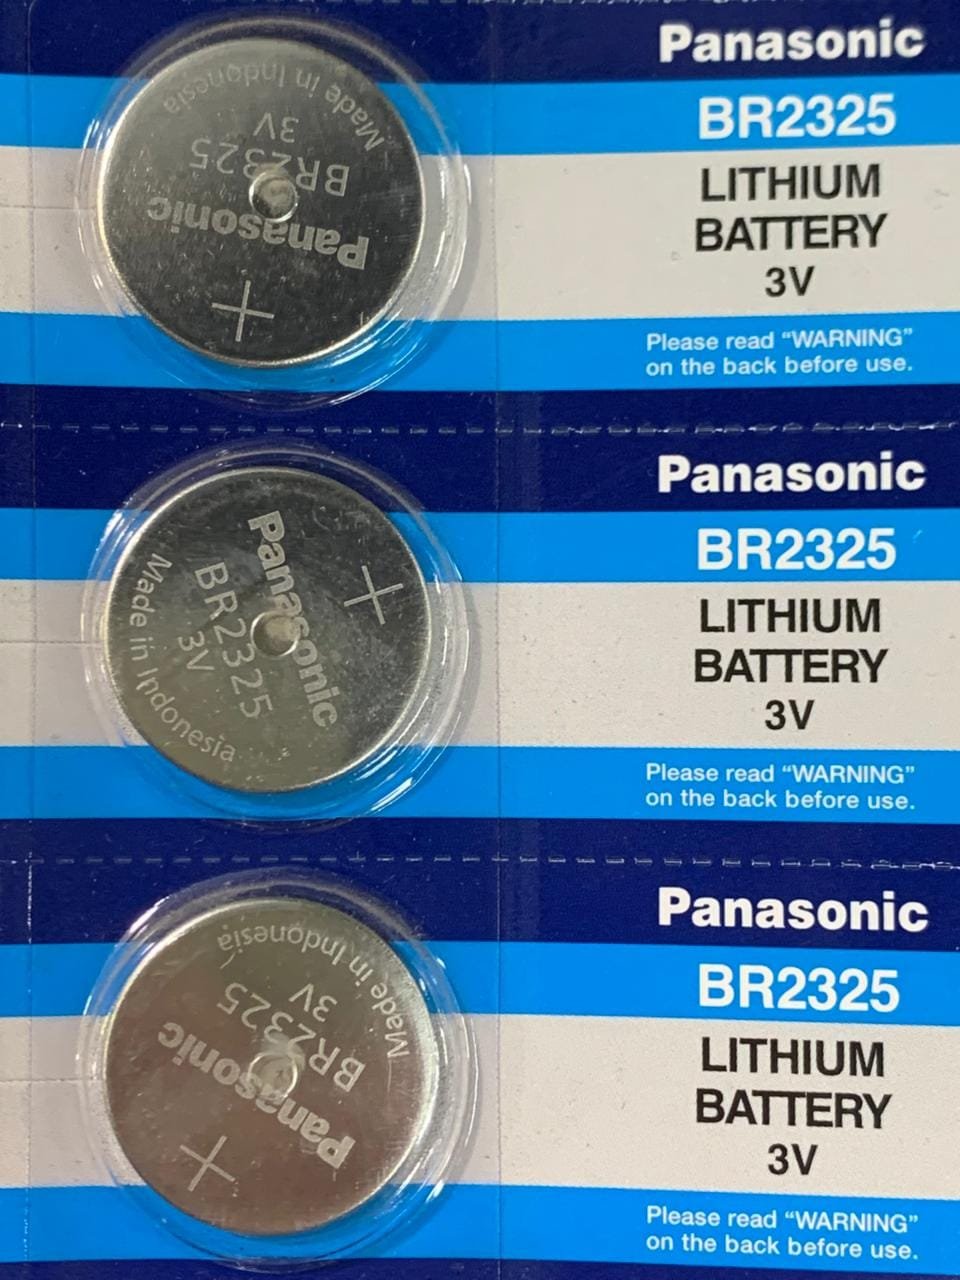 Panasonic
BR2325
LITHIUM
BATTERY
3V
Please read “WARNING”
on the back before use.
+
Panasonic
BR2325
3V
Made in Indonesia
Panasonic
BR2325
LITHIUM
BATTERY
3V
Please read “WARNING”
on the back before use.
+
Panasonic
BR2325
3V
Made in Indonesia
Panasonic
BR2325
LITHIUM
BATTERY
3V
Please read “WARNING”
on the back before use.
+
Panasonic
BR2325
3V
Made in Indonesia